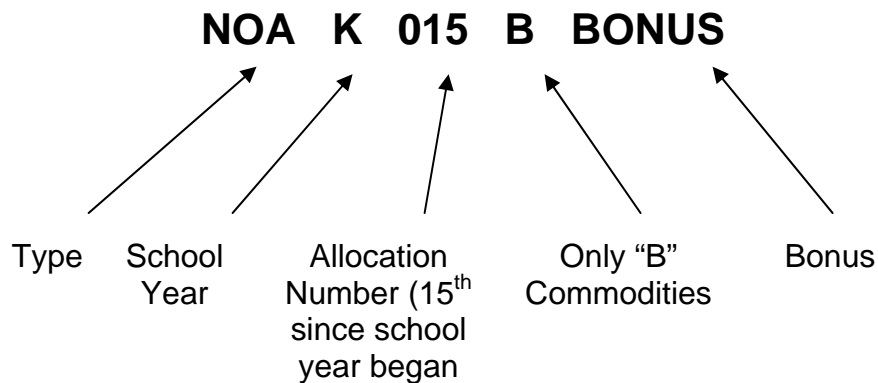 NOA K 015 B BONUS
Type School Allocation Only “B” Bonus
Year Number (15th Commodities
since school
year began